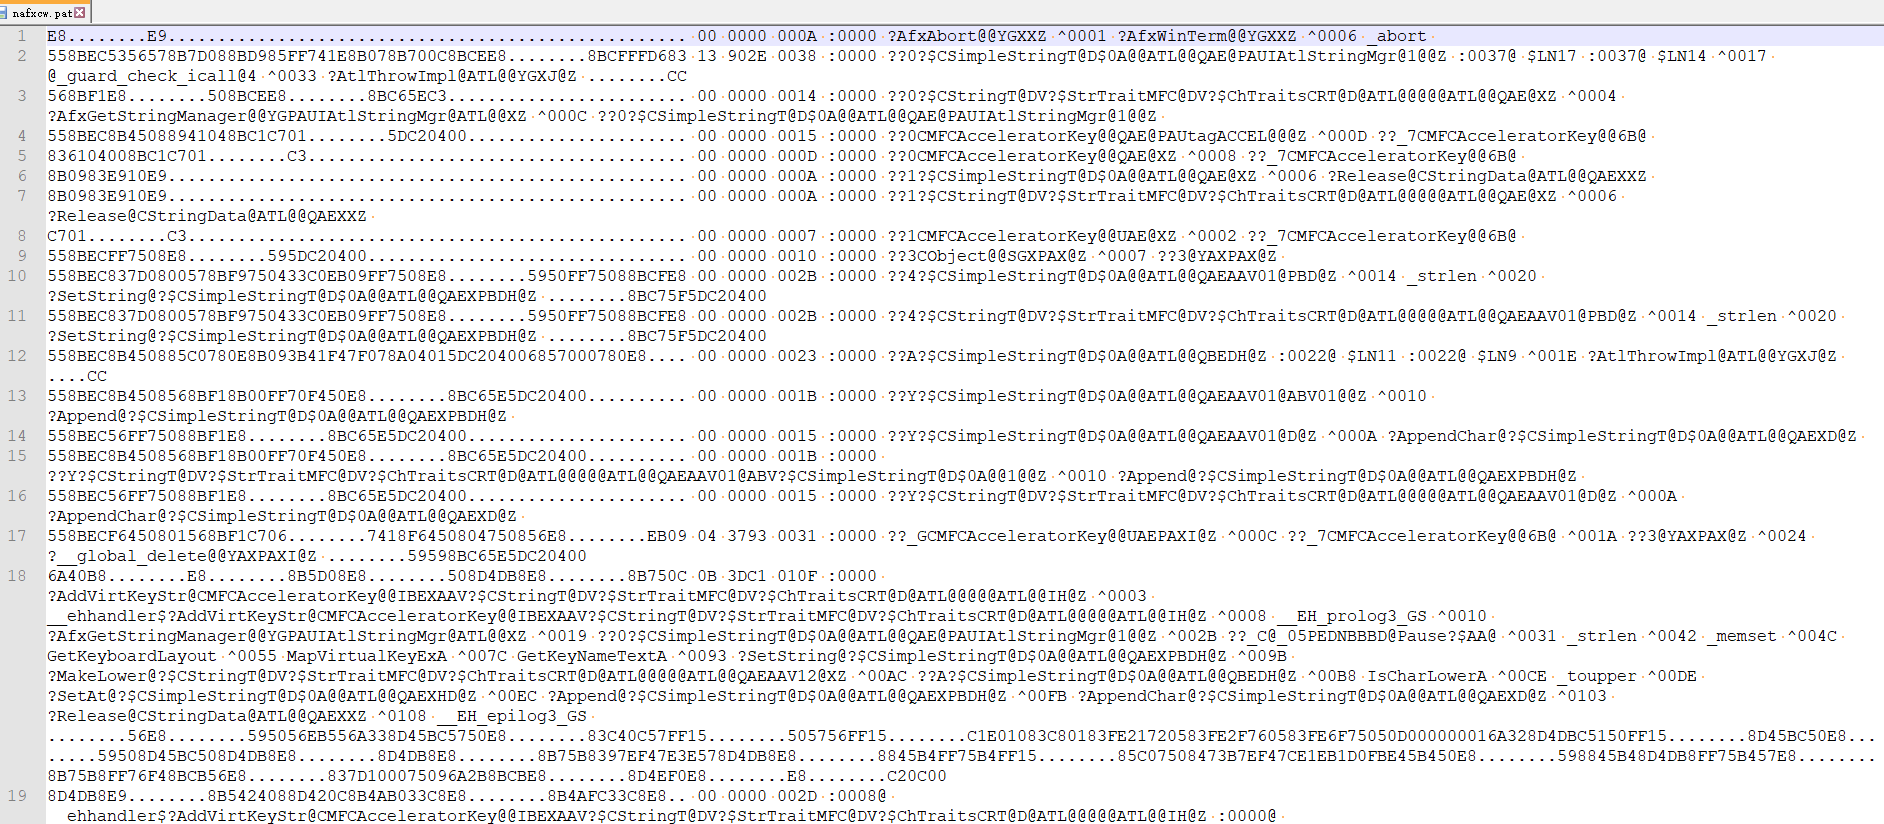 nafxcw.pat
1 E8........E9.................................................... 00 0000 000A :0000 ?AfxAbort@@YGXXZ ^0001 ?AfxWinTerm@@YGXXZ ^0006 _abort
2 558BEC5356578B7D088BD985FF741E8B078B700C8BCEE8........8BCFFFD683 13 902E 0038 :0000 ??0?$CSimpleStringT@D$0A@@ATL@@QAE@PAUIAtlStringMgr@1@@Z :0037@ $LN17 :0037@ $LN14 ^0017
@_guard_check_icall@4 ^0033 ?AtlThrowImpl@ATL@@YGXJ@Z ........CC
3 568BF1E8........508BCEE8........8BC65EC3........................ 00 0000 0014 :0000 ??0?$CStringT@DV?$StrTraitMFC@DV?$ChTraitsCRT@D@ATL@@@@@ATL@@QAE@XZ ^0004
?AfxGetStringManager@@YGPAUIAtlStringMgr@ATL@@XZ ^000C ??0?$CSimpleStringT@D$0A@@ATL@@QAE@PAUIAtlStringMgr@1@@Z
4 558BEC8B45088941048BC1C701........5DC20400...................... 00 0000 0015 :0000 ??0CMFCAcceleratorKey@@QAE@PAUtagACCEL@@@Z ^000D ??_7CMFCAcceleratorKey@@6B@
5 836104008BC1C701........C3...................................... 00 0000 000D :0000 ??0CMFCAcceleratorKey@@QAE@XZ ^0008 ??_7CMFCAcceleratorKey@@6B@
6 8B0983E910E9.................................................... 00 0000 000A :0000 ??1?$CSimpleStringT@D$0A@@ATL@@QAE@XZ ^0006 ?Release@CStringData@ATL@@QAEXXZ
7 8B0983E910E9.................................................... 00 0000 000A :0000 ??1?$CStringT@DV?$StrTraitMFC@DV?$ChTraitsCRT@D@ATL@@@@@ATL@@QAE@XZ ^0006
?Release@CStringData@ATL@@QAEXXZ
8 C701........C3.................................................. 00 0000 0007 :0000 ??1CMFCAcceleratorKey@@UAE@XZ ^0002 ??_7CMFCAcceleratorKey@@6B@
9 558BECFF7508E8........595DC20400................................ 00 0000 0010 :0000 ??3CObject@@SGXPAX@Z ^0007 ??3@YAXPAX@Z
10 558BEC837D0800578BF9750433C0EB09FF7508E8........5950FF75088BCFE8 00 0000 002B :0000 ??4?$CSimpleStringT@D$0A@@ATL@@QAEAAV01@PBD@Z ^0014 _strlen ^0020
?SetString@?$CSimpleStringT@D$0A@@ATL@@QAEXPBDH@Z ........8BC75F5DC20400
11 558BEC837D0800578BF9750433C0EB09FF7508E8........5950FF75088BCFE8 00 0000 002B :0000 ??4?$CStringT@DV?$StrTraitMFC@DV?$ChTraitsCRT@D@ATL@@@@@ATL@@QAEAAV01@PBD@Z ^0014 _strlen ^0020
?SetString@?$CSimpleStringT@D$0A@@ATL@@QAEXPBDH@Z ........8BC75F5DC20400
12 558BEC8B450885C0780E8B093B41F47F078A04015DC204006857000780E8.... 00 0000 0023 :0000 ??A?$CSimpleStringT@D$0A@@ATL@@QBEDH@Z :0022@ $LN11 :0022@ $LN9 ^001E ?AtlThrowImpl@ATL@@YGXJ@Z
....CC
13 558BEC8B4508568BF18B00FF70F450E8........8BC65E5DC20400.......... 00 0000 001B :0000 ??Y?$CSimpleStringT@D$0A@@ATL@@QAEAAV01@ABV01@@Z ^0010
?Append@?$CSimpleStringT@D$0A@@ATL@@QAEXPBDH@Z
14 558BEC56FF75088BF1E8........8BC65E5DC20400...................... 00 0000 0015 :0000 ??Y?$CSimpleStringT@D$0A@@ATL@@QAEAAV01@D@Z ^000A ?AppendChar@?$CSimpleStringT@D$0A@@ATL@@QAEXD@Z
15 558BEC8B4508568BF18B00FF70F450E8........8BC65E5DC20400.......... 00 0000 001B :0000
??Y?$CStringT@DV?$StrTraitMFC@DV?$ChTraitsCRT@D@ATL@@@@@ATL@@QAEAAV01@ABV?$CSimpleStringT@D$0A@@1@@Z ^0010 ?Append@?$CSimpleStringT@D$0A@@ATL@@QAEXPBDH@Z
16 558BEC56FF75088BF1E8........8BC65E5DC20400...................... 00 0000 0015 :0000 ??Y?$CStringT@DV?$StrTraitMFC@DV?$ChTraitsCRT@D@ATL@@@@@ATL@@QAEAAV01@D@Z ^000A
?AppendChar@?$CSimpleStringT@D$0A@@ATL@@QAEXD@Z
17 558BECF6450801568BF1C706........7418F6450804750856E8........EB09 04 3793 0031 :0000 ??_GCMFCAcceleratorKey@@UAEPAXI@Z ^000C ??_7CMFCAcceleratorKey@@6B@ ^001A ??3@YAXPAX@Z ^0024
?__global_delete@@YAXPAXI@Z ........59598BC65E5DC20400
18 6A40B8........E8........8B5D08E8........508D4DB8E8........8B750C 0B 3DC1 010F :0000
?AddVirtKeyStr@CMFCAcceleratorKey@@IBEXAAV?$CStringT@DV?$StrTraitMFC@DV?$ChTraitsCRT@D@ATL@@@@@ATL@@IH@Z ^0003
__ehhandler$?AddVirtKeyStr@CMFCAcceleratorKey@@IBEXAAV?$CStringT@DV?$StrTraitMFC@DV?$ChTraitsCRT@D@ATL@@@@@ATL@@IH@Z ^0008 __EH_prolog3_GS ^0010
?AfxGetStringManager@@YGPAUIAtlStringMgr@ATL@@XZ ^0019 ??0?$CSimpleStringT@D$0A@@ATL@@QAE@PAUIAtlStringMgr@1@@Z ^002B ??_C@_05PEDNBBBD@Pause?$AA@ ^0031 _strlen ^0042 _memset ^004C
GetKeyboardLayout ^0055 MapVirtualKeyExA ^007C GetKeyNameTextA ^0093 ?SetString@?$CSimpleStringT@D$0A@@ATL@@QAEXPBDH@Z ^009B
?MakeLower@?$CStringT@DV?$StrTraitMFC@DV?$ChTraitsCRT@D@ATL@@@@@ATL@@QAEAAV12@XZ ^00AC ??A?$CSimpleStringT@D$0A@@ATL@@QBEDH@Z ^00B8 IsCharLowerA ^00CE _toupper ^00DE
?SetAt@?$CSimpleStringT@D$0A@@ATL@@QAEXHD@Z ^00EC ?Append@?$CSimpleStringT@D$0A@@ATL@@QAEXPBDH@Z ^00FB ?AppendChar@?$CSimpleStringT@D$0A@@ATL@@QAEXD@Z ^0103
?Release@CStringData@ATL@@QAEXXZ ^0108 __EH_epilog3_GS
........56E8........595056EB556A338D45BC5750E8........83C40C57FF15........505756FF15........C1E01083C80183FE21720583FE2F760583FE6F75050D000000016A328D4DBC5150FF15........8D45BC50E8...
.....59508D45BC508D4DB8E8........8D4DB8E8........8B75B8397EF47E3E578D4DB8E8........8845B4FF75B4FF15........85C07508473B7EF47CE1EB1D0FBE45B450E8........598845B48D4DB8FF75B457E8........
8B75B8FF76F48BCB56E8........837D100075096A2B8BCBE8........8D4EF0E8........E8........C20C00
19 8D4DB8E9........8B5424088D420C8B4AB033C8E8........8B4AFC33C8E8.. 00 0000 002D :0008@
__ehhandler$?AddVirtKeyStr@CMFCAcceleratorKey@@IBEXAAV?$CStringT@DV?$StrTraitMFC@DV?$ChTraitsCRT@D@ATL@@@@@ATL@@IH@Z :0000@